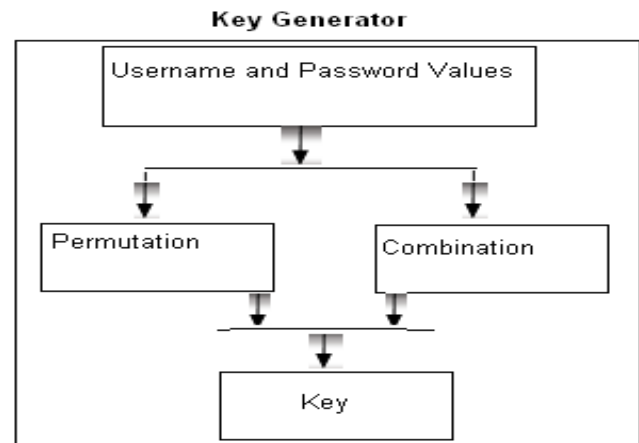 Key Generator
Username and Password Values
Permutation
Combination
Key